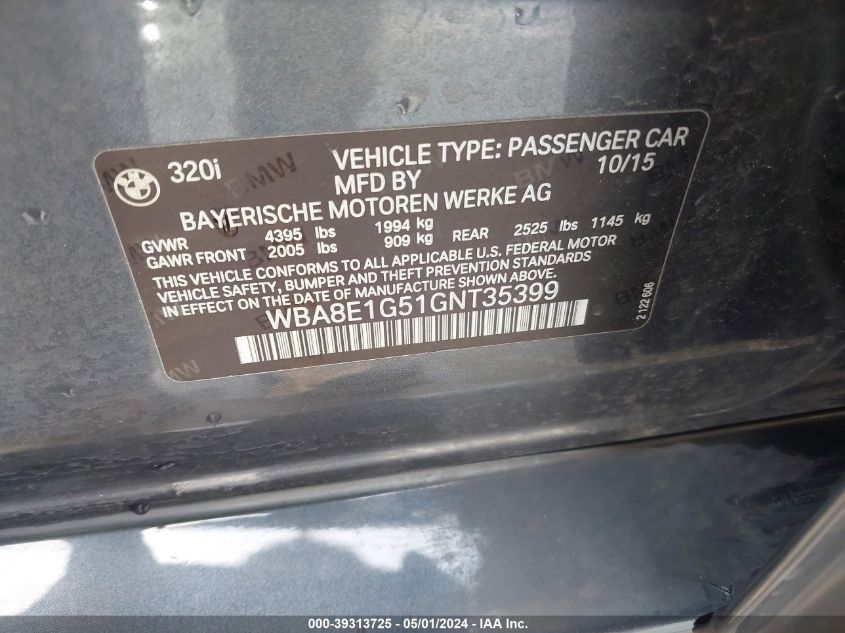 320i
VEHICLE TYPE: PASSENGER CAR
MFD BY 10/15
BAYERISCHE MOTOREN WERKE AG
GVWR 4395 lbs 1994 kg
GAWR FRONT 2005 lbs 909 kg REAR 2525 lbs 1145 kg
THIS VEHICLE CONFORMS TO ALL APPLICABLE U.S. FEDERAL MOTOR
VEHICLE SAFETY, BUMPER AND THEFT PREVENTION STANDARDS
IN EFFECT ON THE DATE OF MANUFACTURE SHOWN ABOVE.
WBA8E1G51GNT35399
2122606
000-39313725 - 05/01/2024 - IAA Inc.